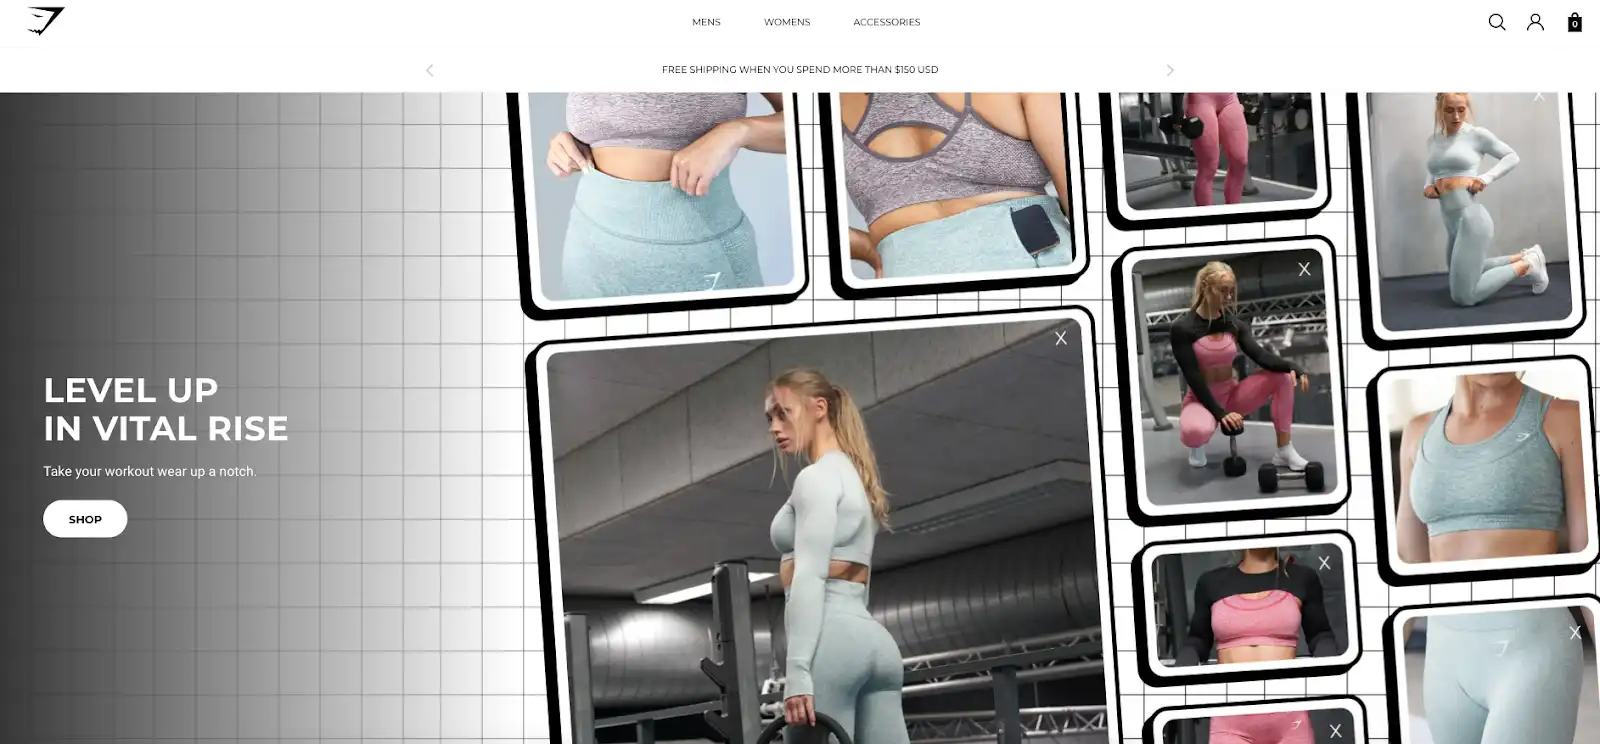 MENS WOMENS ACCESSORIES
0
FREE SHIPPING WHEN YOU SPEND MORE THAN $150 USD
LEVEL UP
IN VITAL RISE
Take your workout wear up a notch.
SHOP